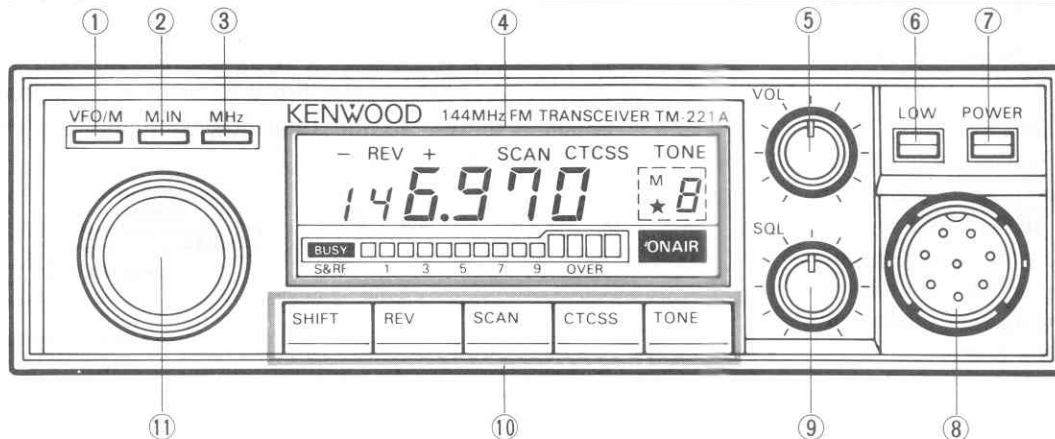 ① ② ③ ④ ⑤ ⑥ ⑦
VFO/M M.IN MHz
KENWOOD 144MHz FM TRANSCEIVER TM-221A
VOL
LOW POWER
− REV + SCAN CTCSS TONE
146.970 M ★ 8
BUSY
ON AIR
S&RF 1 3 5 7 9 OVER
SQL
SHIFT REV SCAN CTCSS TONE
⑪ ⑩ ⑨ ⑧